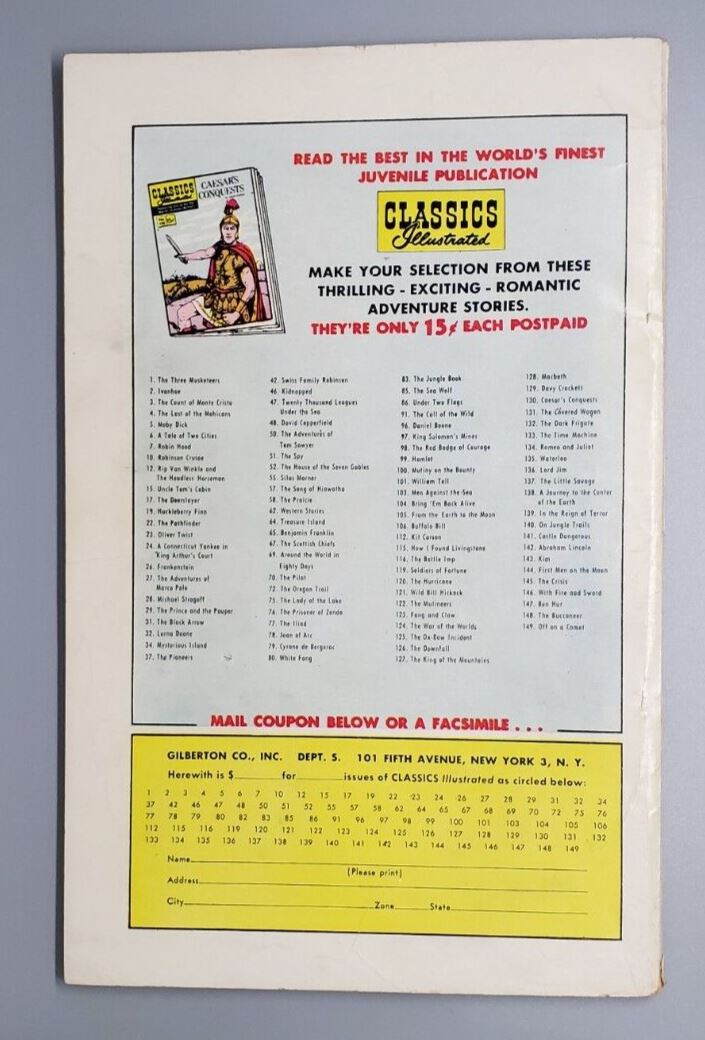 READ THE BEST IN THE WORLD'S FINEST
JUVENILE PUBLICATION
CLASSICS
Illustrated
MAKE YOUR SELECTION FROM THESE
THRILLING - EXCITING - ROMANTIC
ADVENTURE STORIES.
THEY'RE ONLY 15¢ EACH POSTPAID
CLASSICS
CAESAR'S
CONQUESTS
1. The Three Musketeers
2. Ivanhoe
3. The Count of Monte Cristo
4. The Last of the Mohicans
5. Moby Dick
6. A Tale of Two Cities
7. Robin Hood
10. Robinson Crusoe
12. Rip Van Winkle and
The Headless Horseman
15. Uncle Tom's Cabin
17. The Deerslayer
19. Huckleberry Finn
22. The Pathfinder
23. Oliver Twist
24. A Connecticut Yankee in
King Arthur's Court
26. Frankenstein
27. The Adventures of
Marco Polo
28. Michael Strogoff
29. The Prince and the Pauper
31. The Black Arrow
32. Lorna Doone
34. Mysterious Island
37. The Pioneers
42. Swiss Family Robinson
46. Kidnapped
47. Twenty Thousand Leagues
Under the Sea
48. David Copperfield
50. The Adventures of
Tom Sawyer
51. The Spy
52. The House of the Seven Gables
55. Silas Marner
57. The Song of Hiawatha
58. The Prairie
62. Western Stories
64. Treasure Island
65. Benjamin Franklin
67. The Scottish Chiefs
69. Around the World in
Eighty Days
70. The Pilot
72. The Oregon Trail
75. The Lady of the Lake
76. The Prisoner of Zenda
77. The Iliad
78. Joan of Arc
79. Cyrano de Bergerac
80. White Fang
83. The Jungle Book
85. The Sea Wolf
86. Under Two Flags
91. The Call of the Wild
96. Daniel Boone
97. King Solomon's Mines
98. The Red Badge of Courage
99. Hamlet
100. Mutiny on the Bounty
101. William Tell
103. Men Against the Sea
104. Bring 'Em Back Alive
105. From the Earth to the Moon
106. Buffalo Bill
112. Kit Carson
115. How I Found Livingstone
116. The Bottle Imp
119. Soldiers of Fortune
120. The Hurricane
121. Wild Bill Hickock
122. The Mutineers
123. Fang and Claw
124. The War of the Worlds
125. The Ox-Bow Incident
126. The Downfall
127. The King of the Mountains
128. Macbeth
129. Davy Crockett
130. Caesar's Conquests
131. The Covered Wagon
132. The Dark Frigate
133. The Time Machine
134. Romeo and Juliet
135. Waterloo
136. Lord Jim
137. The Little Savage
138. A Journey to the Center
of the Earth
139. In the Reign of Terror
140. On Jungle Trails
141. Castle Dangerous
142. Abraham Lincoln
143. Kim
144. First Men on the Moon
145. The Crisis
146. With Fire and Sword
147. Ben Hur
148. The Buccaneer
149. Off on a Comet
MAIL COUPON BELOW OR A FACSIMILE . . .
GILBERTON CO., INC. DEPT. S. 101 FIFTH AVENUE, NEW YORK 3, N. Y.
Herewith is $ for issues of CLASSICS Illustrated as circled below:
1 2 3 4 5 6 7 10 12 15 17 19 22 23 24 26 27 28 29 31 32 34
37 42 46 47 48 50 51 52 55 57 58 62 64 65 67 68 69 70 72 75 76
77 78 79 80 82 83 85 86 91 96 97 98 99 100 101 103 104 105 106
112 115 116 119 120 121 122 123 124 125 126 127 128 129 130 131 132
133 134 135 136 137 138 139 140 141 142 143 144 145 146 147 148 149
Name
(Please print)
Address
City Zone State